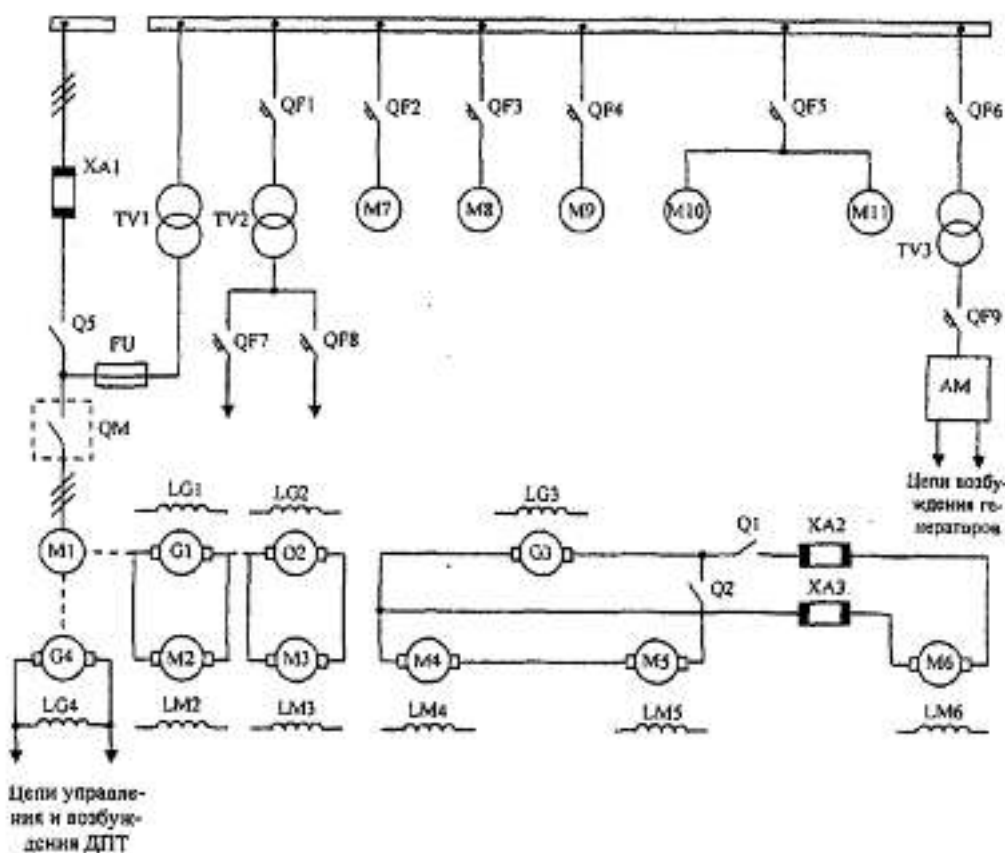 QF1
QF2
QF3
QF4
QF5
QF6
XA1
TV1
TV2
M7
M8
M9
M10
M11
TV3
Q5
FU
QF7
QF8
QF9
QM
AM
Цепи возбу-
ждения ге-
нераторов
LG1
LG2
LG3
M1
G1
G2
G3
Q1
XA2
Q2
XA3
G4
M2
M3
M4
M5
M6
LG4
LM2
LM3
LM4
LM5
LM6
Цепи управле-
ния и возбуж-
дения ДПТ